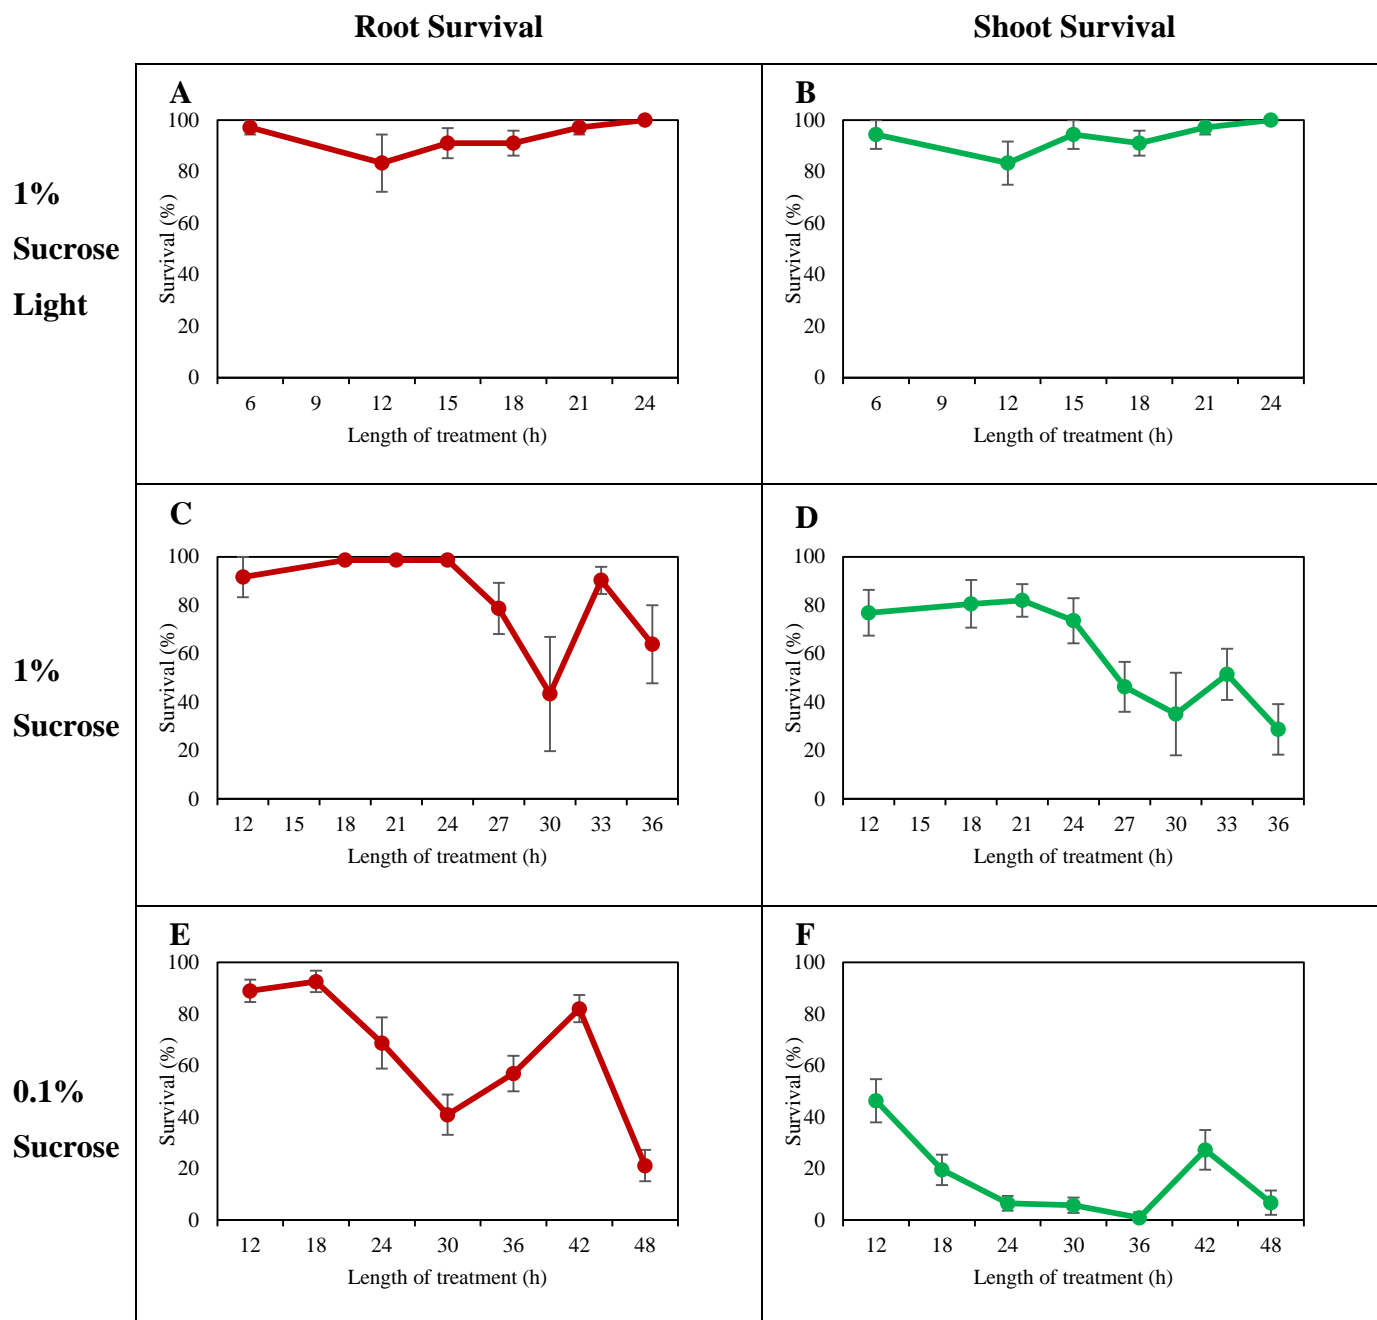 Root Survival
Shoot Survival
1%
Sucrose
Light
A
100
80
60
40
20
0
Survival (%)
6 9 12 15 18 21 24
Length of treatment (h)
B
100
80
60
40
20
0
Survival (%)
6 9 12 15 18 21 24
Length of treatment (h)
1%
Sucrose
C
100
80
60
40
20
0
Survival (%)
12 15 18 21 24 27 30 33 36
Length of treatment (h)
D
100
80
60
40
20
0
Survival (%)
12 15 18 21 24 27 30 33 36
Length of treatment (h)
0.1%
Sucrose
E
100
80
60
40
20
0
Survival (%)
12 18 24 30 36 42 48
Length of treatment (h)
F
100
80
60
40
20
0
Survival (%)
12 18 24 30 36 42 48
Length of treatment (h)